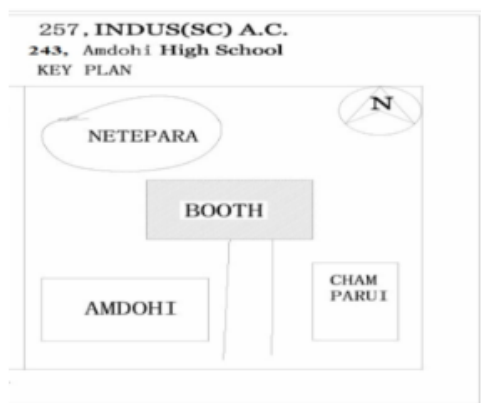 257, INDUS(SC) A.C.
243, Amdohi High School
KEY PLAN
N
NETEPARA
BOOTH
CHAM
PARUI
AMDOHI